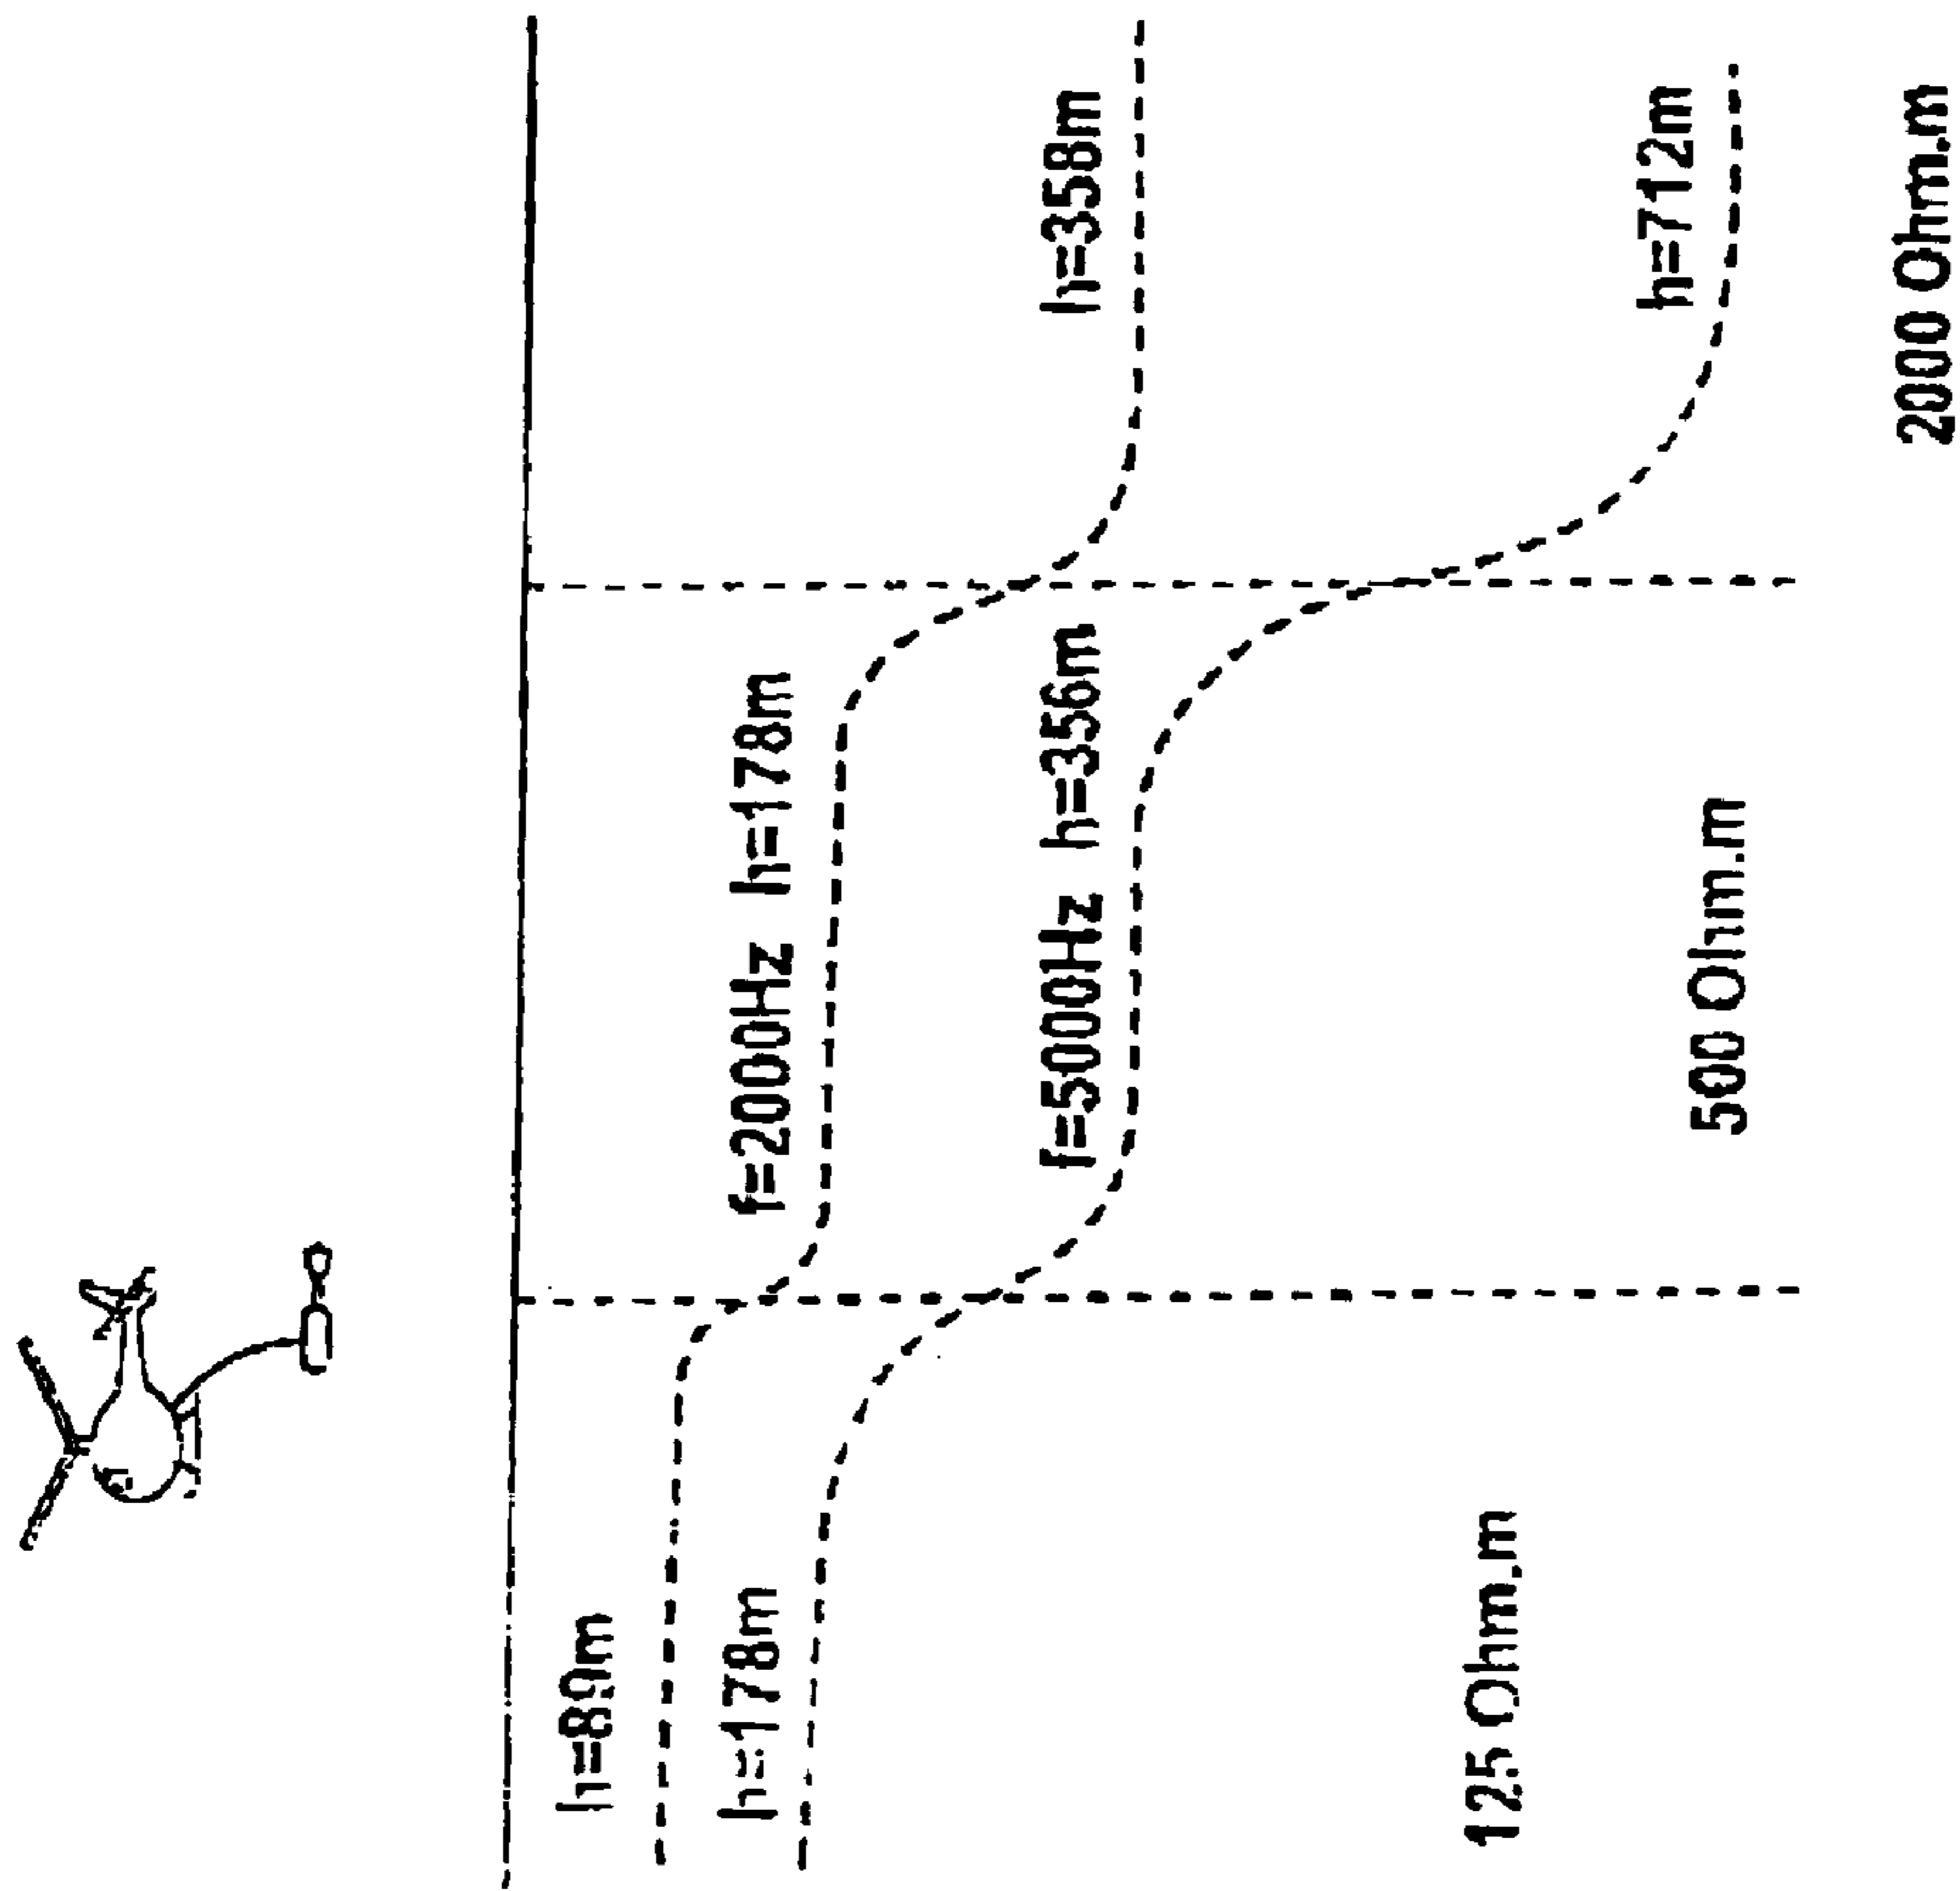 h=89m
h=178m
f=2000Hz h=178m
f=5000Hz h=356m
h=358m
h=712m
125 Ohm.m
500 Ohm.m
2000 Ohm.m